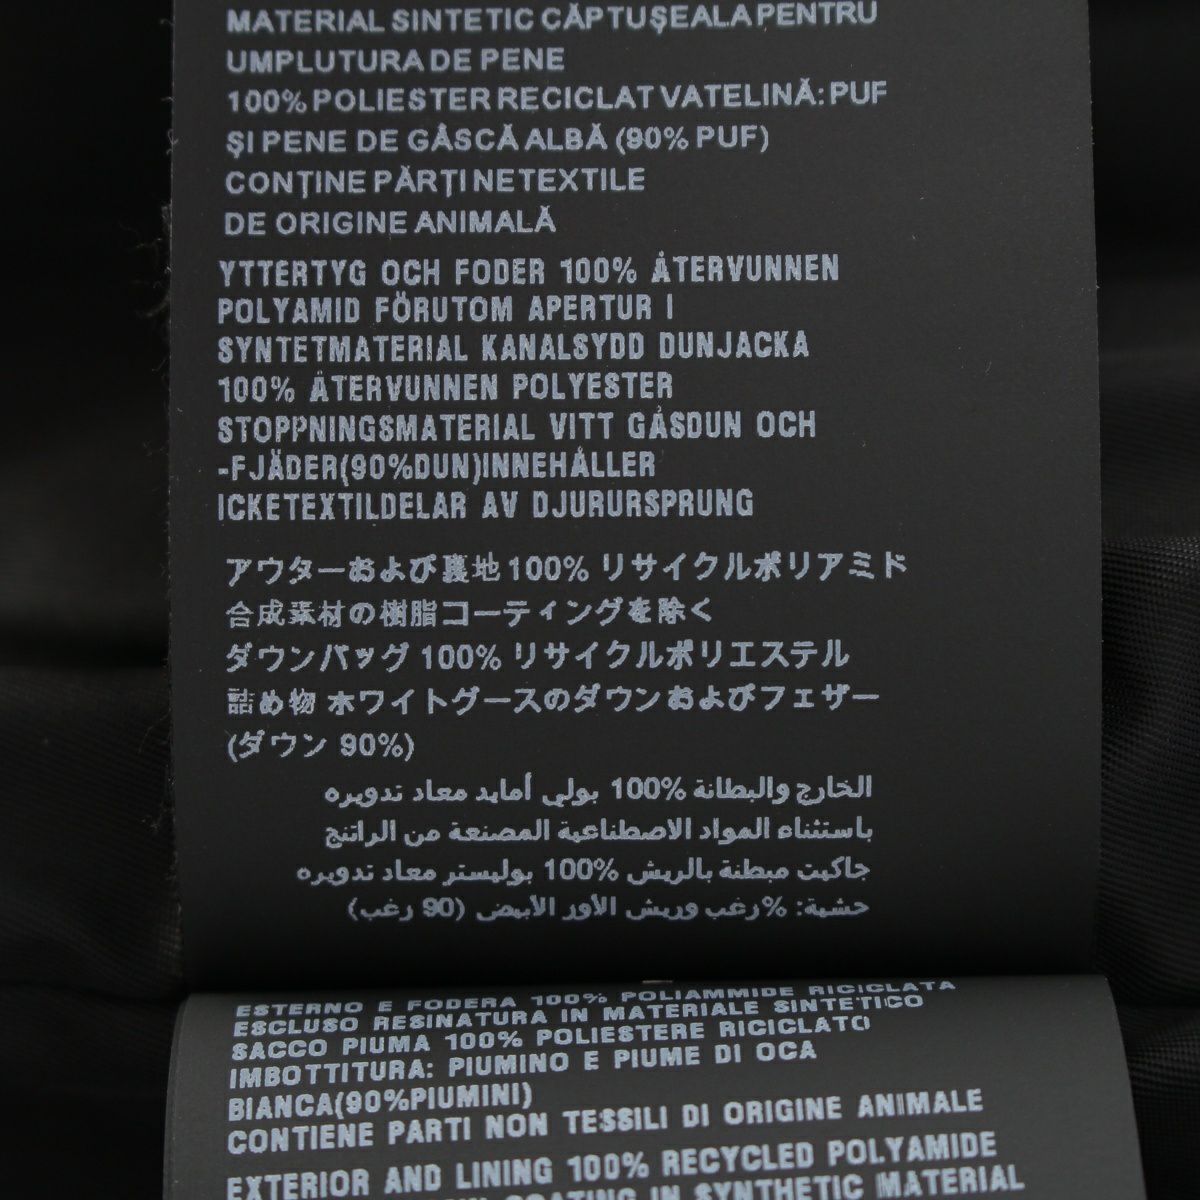 MATERIAL SINTETIC CĂPTUȘEALA PENTRU
UMPLUTURA DE PENE
100% POLIESTER RECICLAT VATELINĂ: PUF
ȘI PENE DE GÂSCĂ ALBĂ (90% PUF)
CONȚINE PĂRȚI NETEXTILE
DE ORIGINE ANIMALĂ
YTTERTYG OCH FODER 100% ÅTERVUNNEN
POLYAMID FÖRUTOM APERTUR I
SYNTETMATERIAL KANALSYDD DUNJACKA
100% ÅTERVUNNEN POLYESTER
STOPPNINGSMATERIAL VITT GÅSDUN OCH
-FJÄDER(90%DUN)INNEHÅLLER
ICKETEXTILDELAR AV DJURURSPRUNG
アウターおよび裏地100% リサイクルポリアミド
合成素材の樹脂コーティングを除く
ダウンバッグ 100% リサイクルポリエステル
詰め物 ホワイトグースのダウンおよびフェザー
(ダウン 90%)
الخارج والبطانة %100 بولي أمايد معاد تدويره
باستثناء المواد الاصطناعية المصنعة من الراتنج
جاكيت مبطنة بالريش %100 بوليستر معاد تدويره
حشية: %رغب وريش الأور الأبيض (90 رغب)
ESTERNO E FODERA 100% POLIAMMIDE RICICLATA
ESCLUSO RESINATURA IN MATERIALE SINTETICO
SACCO PIUMA 100% POLIESTERE RICICLATO
IMBOTTITURA: PIUMINO E PIUME DI OCA
BIANCA(90%PIUMINI)
CONTIENE PARTI NON TESSILI DI ORIGINE ANIMALE
EXTERIOR AND LINING 100% RECYCLED POLYAMIDE
COATING IN SYNTHETIC MATERIAL